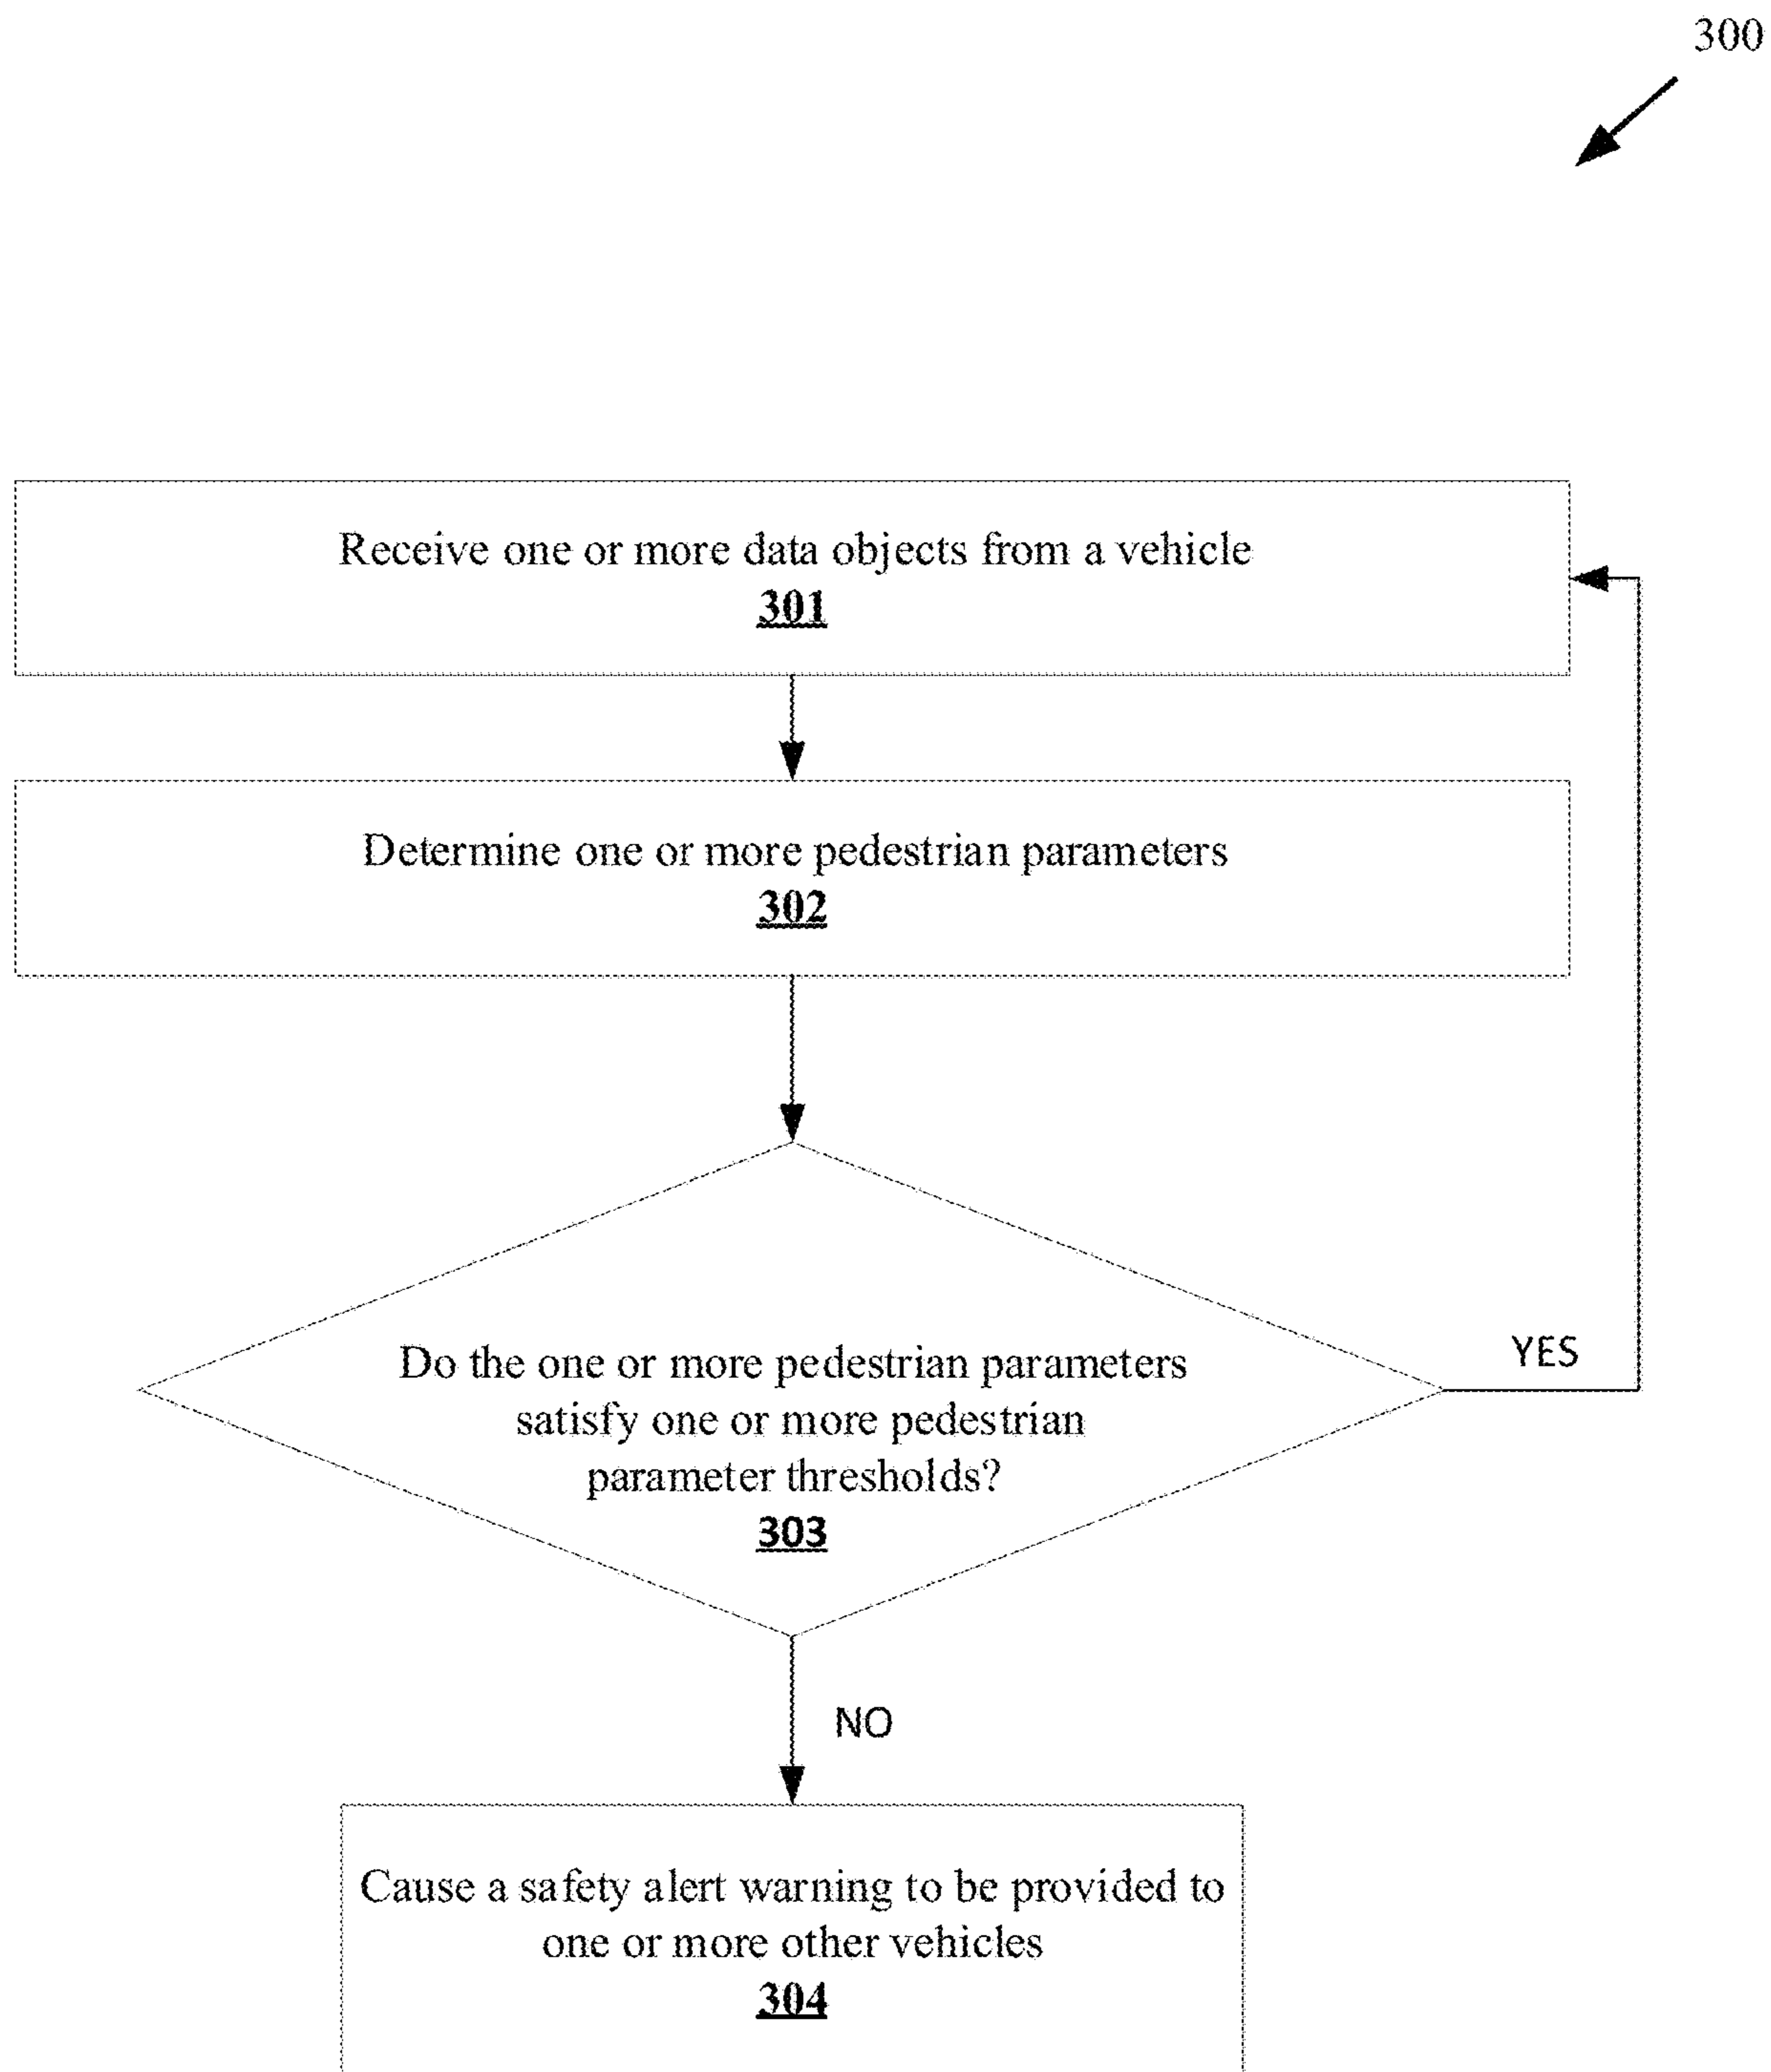 300
Receive one or more data objects from a vehicle
301
Determine one or more pedestrian parameters
302
Do the one or more pedestrian parameters
satisfy one or more pedestrian
parameter thresholds?
303
YES
NO
Cause a safety alert warning to be provided to
one or more other vehicles
304